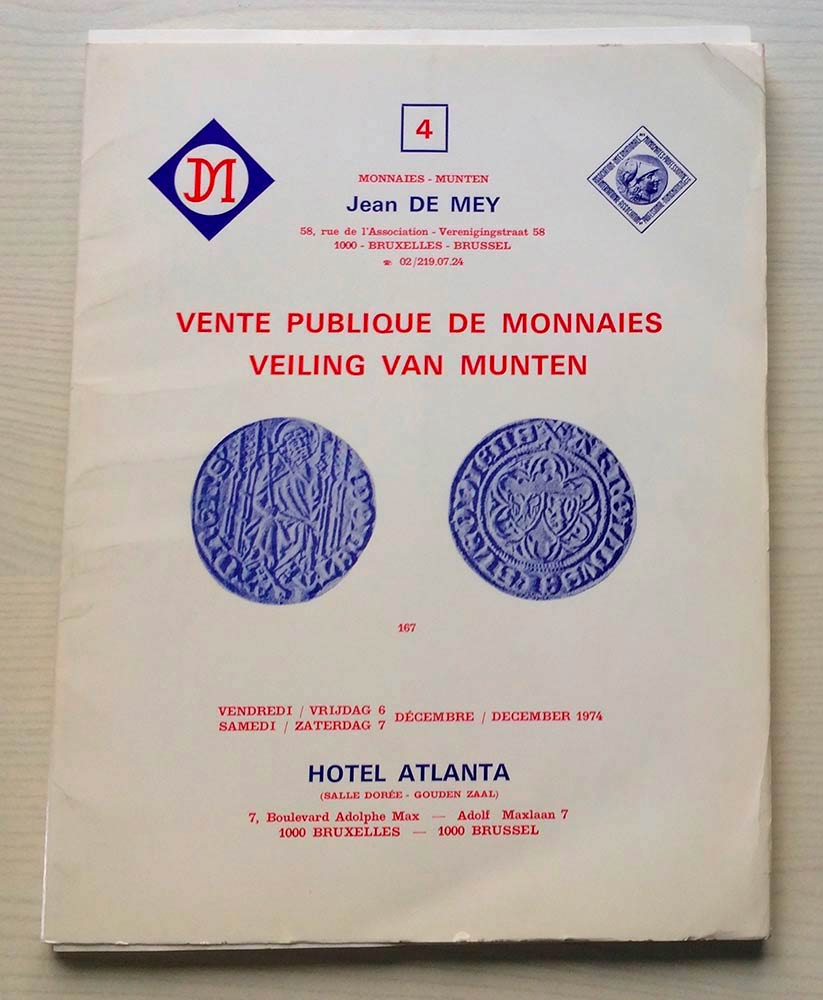 4
DM
MONNAIES - MUNTEN
Jean DE MEY
58, rue de l'Association - Verenigingstraat 58
1000 - BRUXELLES - BRUSSEL
☎ 02/219.07.24
VENTE PUBLIQUE DE MONNAIES
VEILING VAN MUNTEN
167
VENDREDI / VRIJDAG 6
SAMEDI / ZATERDAG 7
DÉCEMBRE / DECEMBER 1974
HOTEL ATLANTA
(SALLE DORÉE - GOUDEN ZAAL)
7, Boulevard Adolphe Max — Adolf Maxlaan 7
1000 BRUXELLES — 1000 BRUSSEL